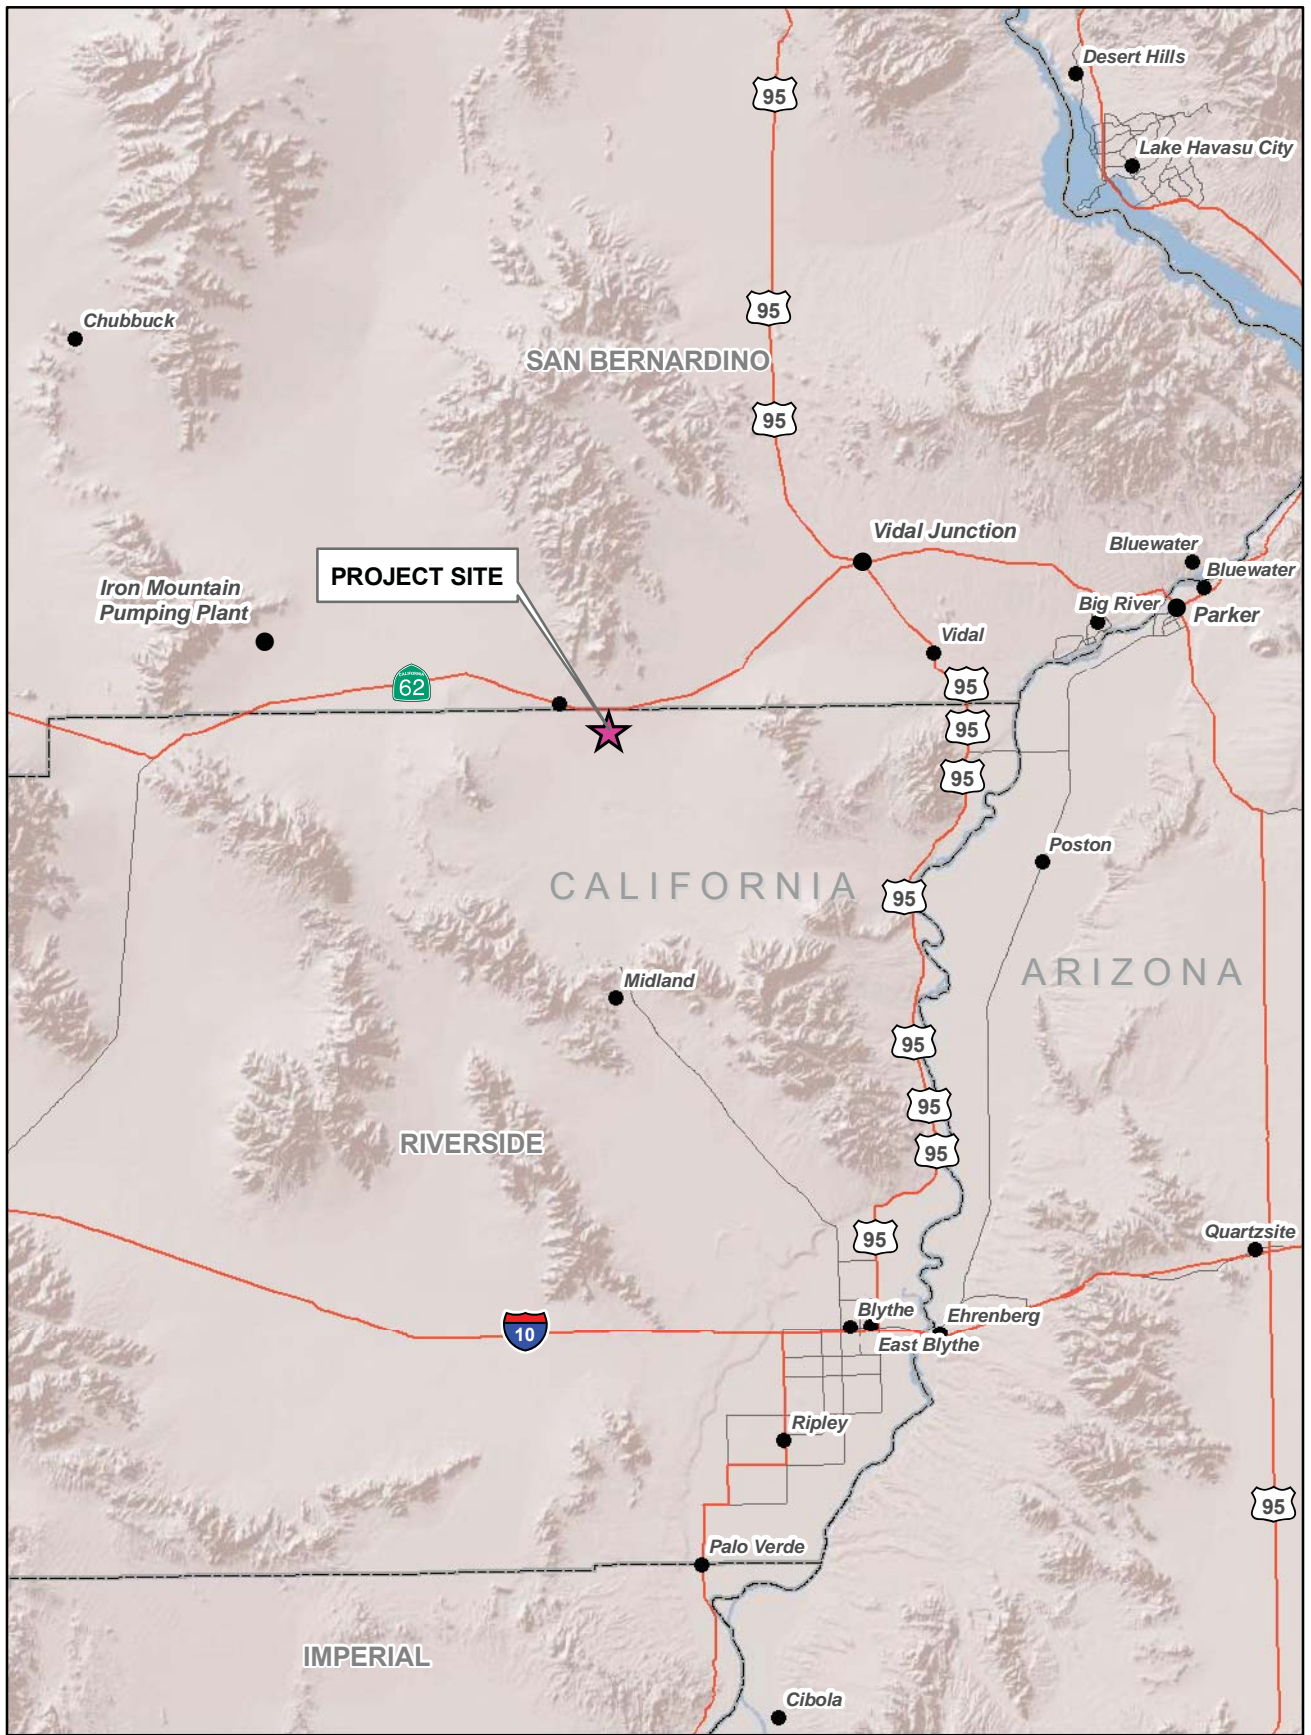 Desert Hills
95
Lake Havasu City
95
Chubbuck
SAN BERNARDINO
95
Vidal Junction
Bluewater
PROJECT SITE
Bluewater
Iron Mountain
Pumping Plant
Big River
Parker
Vidal
CALIFORNIA
62
95
95
95
Poston
CALIFORNIA
95
ARIZONA
Midland
95
95
RIVERSIDE
95
Quartzsite
95
Blythe
Ehrenberg
10
East Blythe
Ripley
95
Palo Verde
IMPERIAL
Cibola